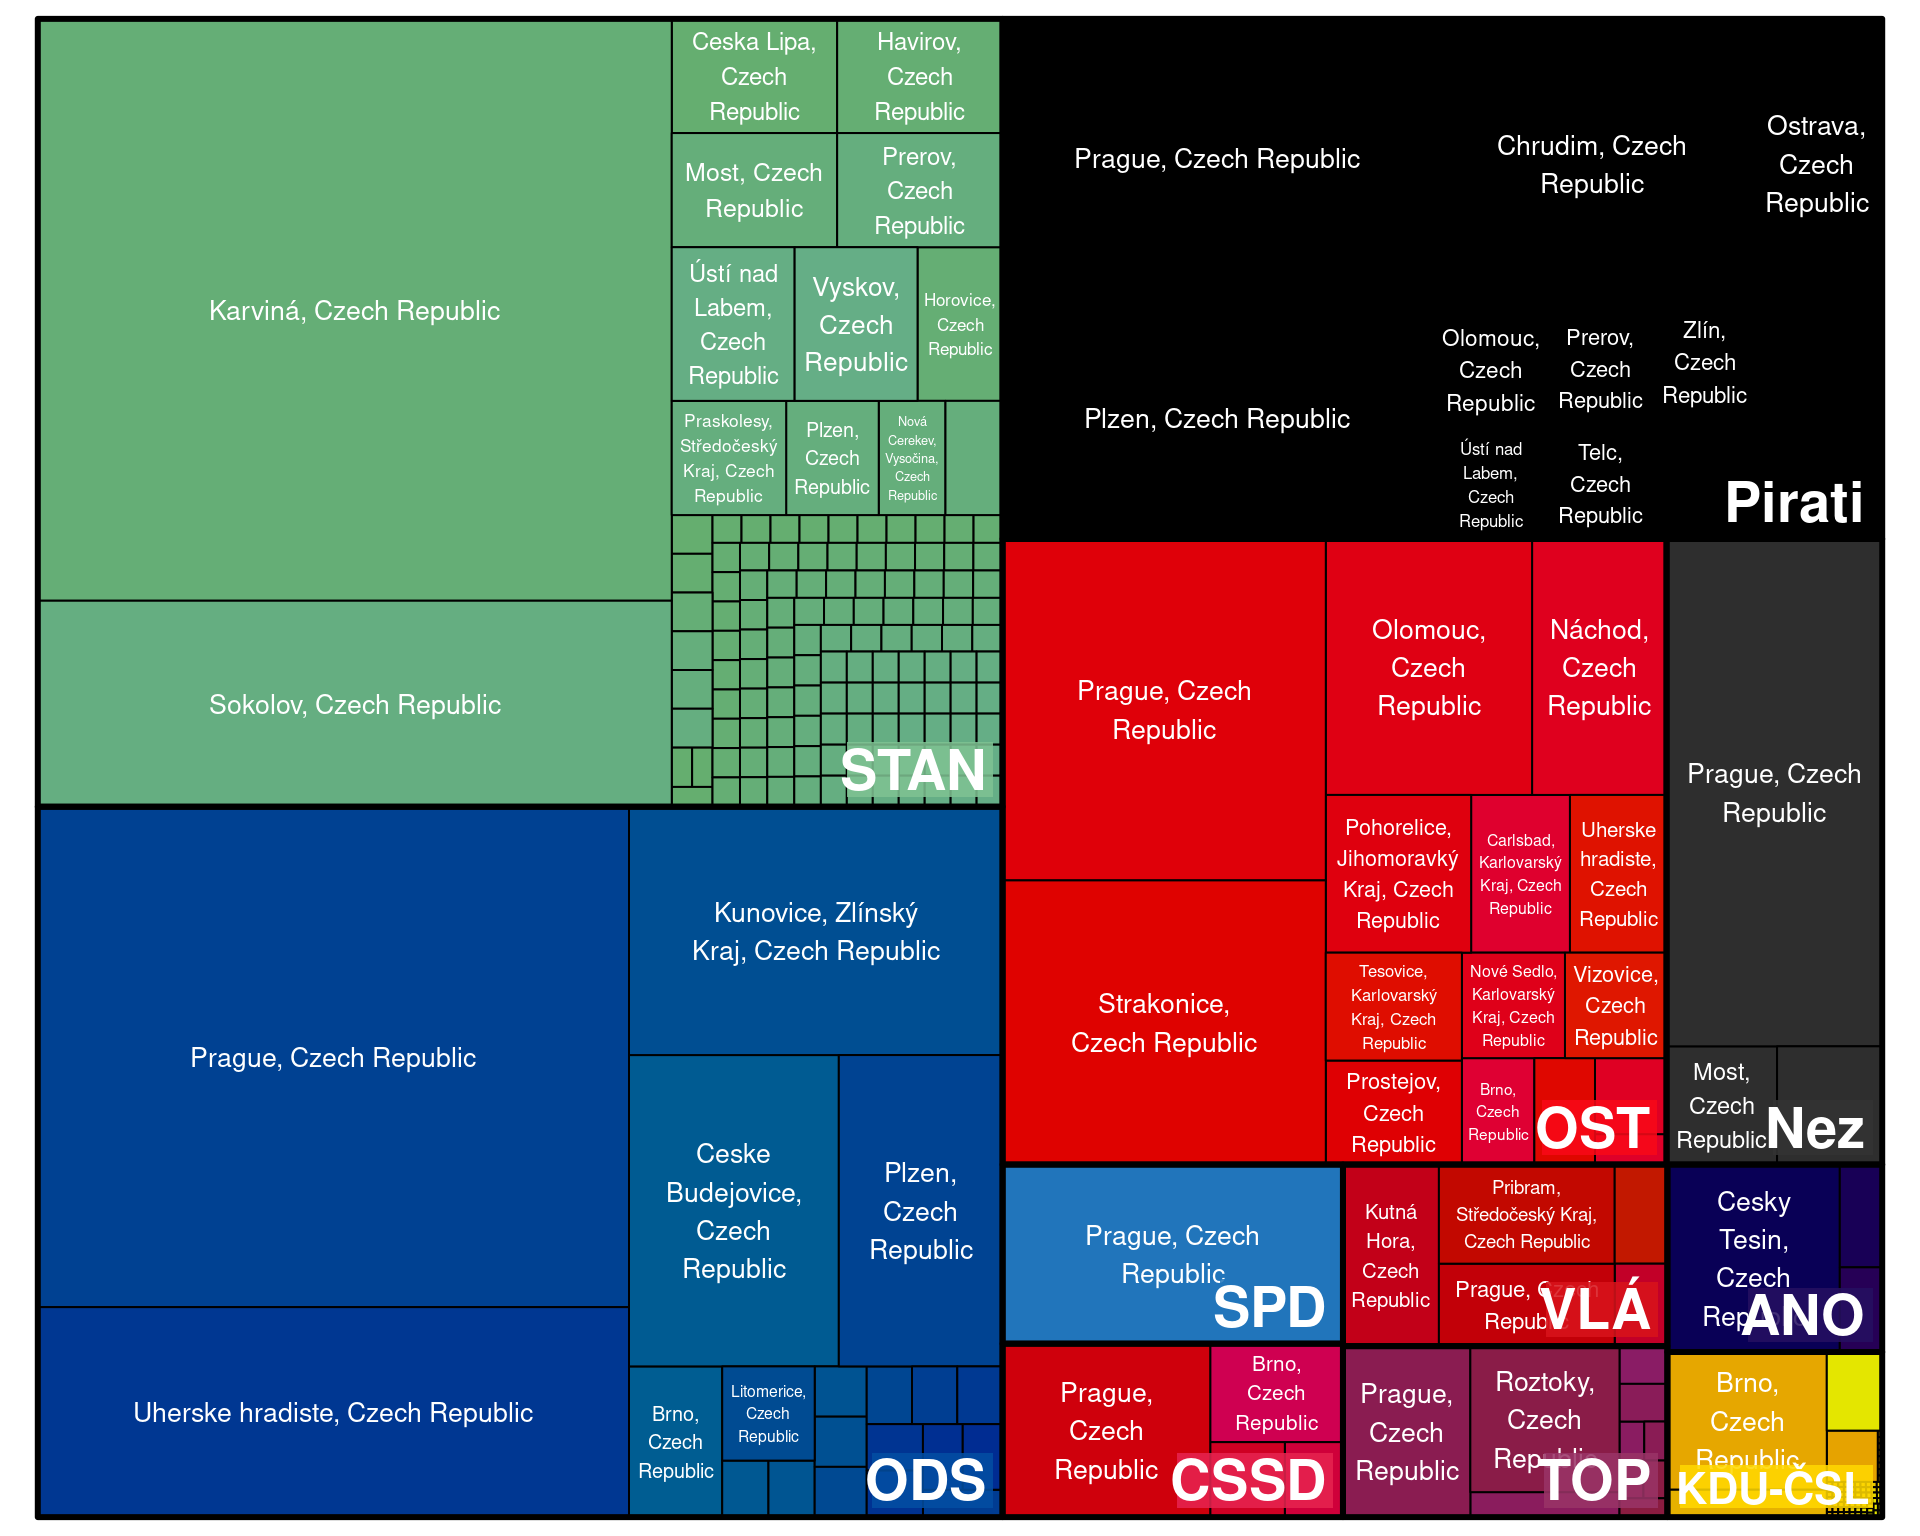 Karviná, Czech Republic
Sokolov, Czech Republic
Ceska Lipa,
Czech
Republic
Havirov,
Czech
Republic
Most, Czech
Republic
Prerov,
Czech
Republic
Ústí nad
Labem,
Czech
Republic
Vyskov,
Czech
Republic
Horovice,
Czech
Republic
Praskolesy,
Středočeský
Kraj, Czech
Republic
Plzen,
Czech
Republic
Nová
Cerekev,
Vysočina,
Czech
Republic
STAN
Prague, Czech Republic
Uherske hradiste, Czech Republic
Kunovice, Zlínský
Kraj, Czech Republic
Ceske
Budejovice,
Czech
Republic
Plzen,
Czech
Republic
Brno,
Czech
Republic
Litomerice,
Czech
Republic
ODS
Prague, Czech Republic
Plzen, Czech Republic
Chrudim, Czech
Republic
Ostrava,
Czech
Republic
Olomouc,
Czech
Republic
Prerov,
Czech
Republic
Zlín,
Czech
Republic
Ústí nad
Labem,
Czech
Republic
Telc,
Czech
Republic
Pirati
Prague, Czech
Republic
Strakonice,
Czech Republic
Olomouc,
Czech
Republic
Náchod,
Czech
Republic
Pohorelice,
Jihomoravký
Kraj, Czech
Republic
Carlsbad,
Karlovarský
Kraj, Czech
Republic
Uherske
hradiste,
Czech
Republic
Tesovice,
Karlovarský
Kraj, Czech
Republic
Nové Sedlo,
Karlovarský
Kraj, Czech
Republic
Vizovice,
Czech
Republic
Prostejov,
Czech
Republic
Brno,
Czech
Republic
OST
Prague, Czech
Republic
Most,
Czech
Republic
Nez
Prague, Czech
Republic
SPD
Kutná
Hora,
Czech
Republic
Pribram,
Středočeský Kraj,
Czech Republic
Prague, Czech
Republic
VLÁ
Cesky
Tesin,
Czech
Republic
ANO
Prague,
Czech
Republic
Brno,
Czech
Republic
CSSD
Prague,
Czech
Republic
Roztoky,
Czech
Republic
TOP
Brno,
Czech
Republic
KDU-ČSL